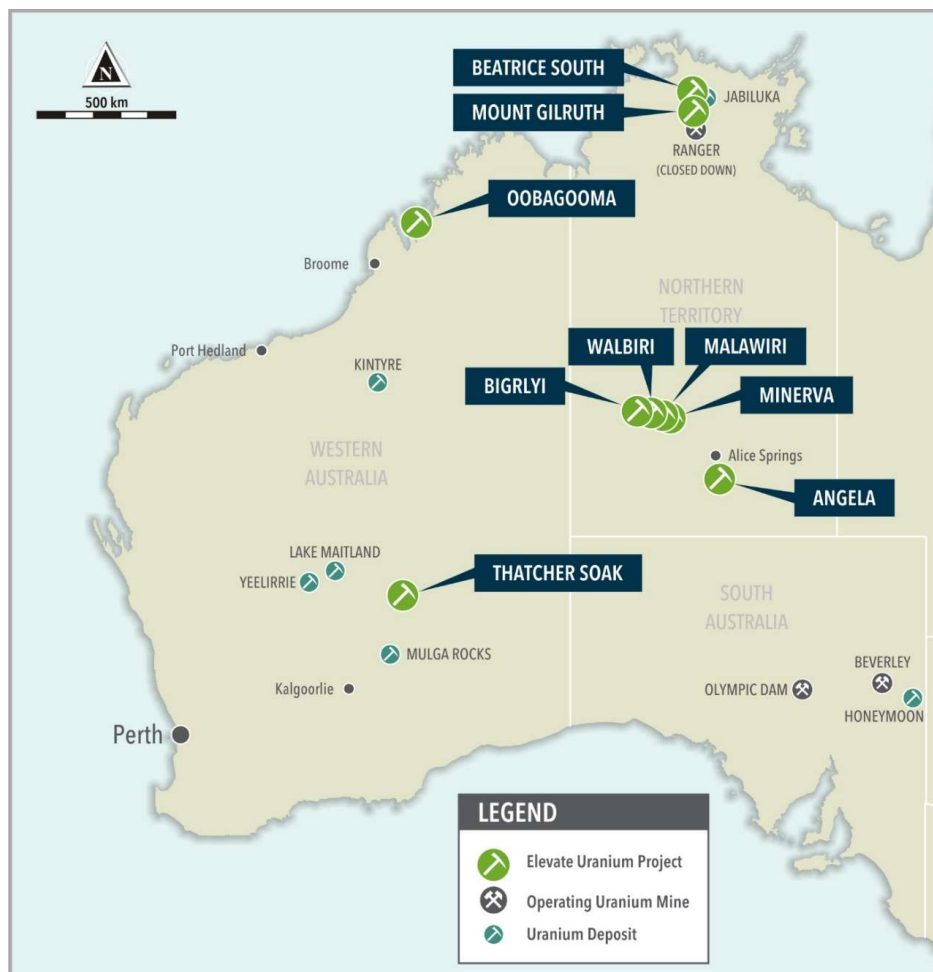 N
500 km
BEATRICE SOUTH
MOUNT GILRUTH
JABILUKA
RANGER
(CLOSED DOWN)
OOBAGOOMA
Broome
NORTHERN
TERRITORY
Port Hedland
KINTYRE
WALBIRI
MALAWIRI
BIGRLYI
MINERVA
WESTERN
AUSTRALIA
Alice Springs
ANGELA
LAKE MAITLAND
YEELIRRIE
THATCHER SOAK
SOUTH
AUSTRALIA
MULGA ROCKS
Kalgoorlie
BEVERLEY
OLYMPIC DAM
HONEYMOON
Perth
LEGEND
Elevate Uranium Project
Operating Uranium Mine
Uranium Deposit